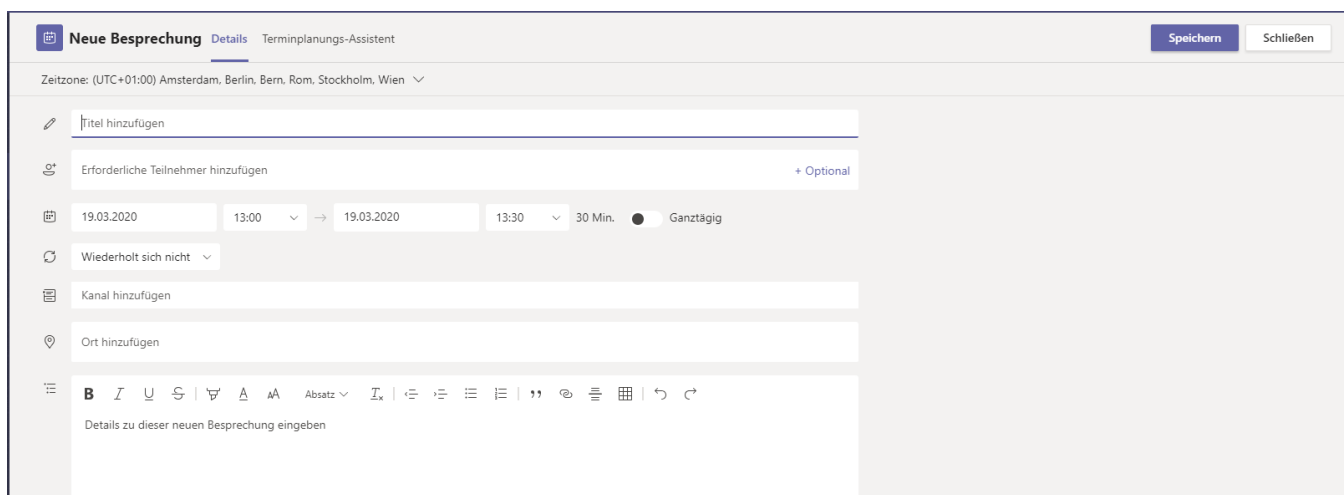 Neue Besprechung Details Terminplanungs-Assistent Speichern Schließen
Zeitzone: (UTC+01:00) Amsterdam, Berlin, Bern, Rom, Stockholm, Wien
Titel hinzufügen
Erforderliche Teilnehmer hinzufügen + Optional
19.03.2020 13:00 → 19.03.2020 13:30 30 Min. Ganztägig
Wiederholt sich nicht
Kanal hinzufügen
Ort hinzufügen
B I U S A AA Absatz Tx
Details zu dieser neuen Besprechung eingeben